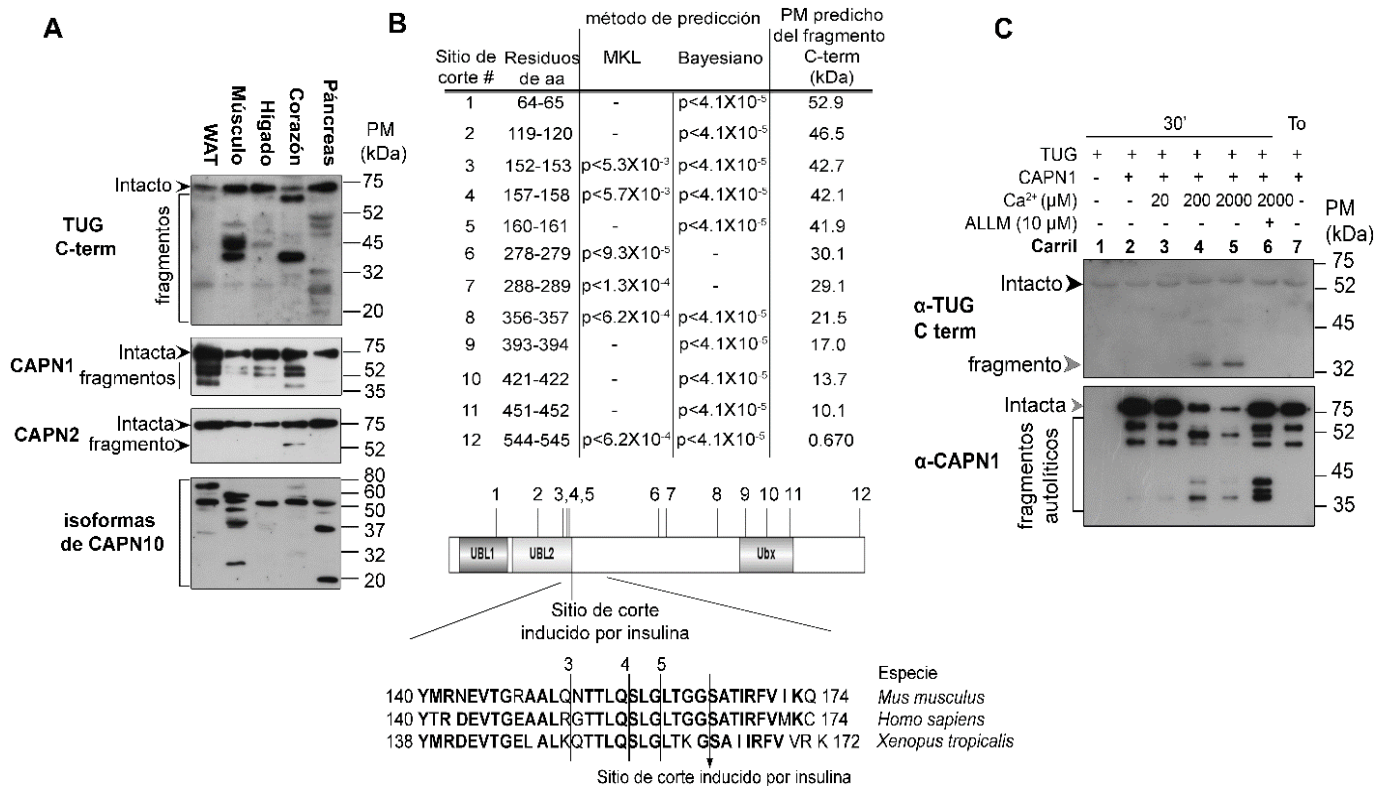 A
WAT
Músculo
Hígado
Corazón
Páncreas
PM
(kDa)
Intacto
TUG
C-term
fragmentos
75
52
45
32
20
CAPN1
Intacta
fragmentos
75
52
35
CAPN2
Intacta
fragmento
75
52
isoformas
de CAPN10
80
60
50
37
32
20
B
método de predicción
PM predicho
del fragmento
C-term
(kDa)
Sitio de
corte #
Residuos
de aa
MKL
Bayesiano
1 64-65 - p<4.1X10-5 52.9
2 119-120 - p<4.1X10-5 46.5
3 152-153 p<5.3X10-3 p<4.1X10-5 42.7
4 157-158 p<5.7X10-3 p<4.1X10-5 42.1
5 160-161 - p<4.1X10-5 41.9
6 278-279 p<9.3X10-5 - 30.1
7 288-289 p<1.3X10-4 - 29.1
8 356-357 p<6.2X10-4 p<4.1X10-5 21.5
9 393-394 - p<4.1X10-5 17.0
10 421-422 - p<4.1X10-5 13.7
11 451-452 - p<4.1X10-5 10.1
12 544-545 p<6.2X10-4 p<4.1X10-5 0.670
1 2 3,4,5 6 7 8 9 10 11 12
UBL1 UBL2 Ubx
Sitio de corte
inducido por insulina
3 4 5
Especie
140 YMRNEVTGRAALQNTTLQSLGLTGGSATIRFV I KQ 174 Mus musculus
140 YTR DEVTGEAALRGTTLQSLGLTGGSATIRFVMKC 174 Homo sapiens
138 YMRDEVTGEL ALKQTTLQSLGLTK GSAI IRFV VR K 172 Xenopus tropicalis
Sitio de corte inducido por insulina
C
30' To
TUG + + + + + + +
CAPN1 - + + + + + +
Ca2+ (µM) - - 20 200 2000 2000 -
ALLM (10 µM) - - - - - + -
Carril 1 2 3 4 5 6 7
PM
(kDa)
Intacto
α-TUG
C term
fragmento
75
52
45
32
Intacta
α-CAPN1
fragmentos
autolíticos
75
52
45
35